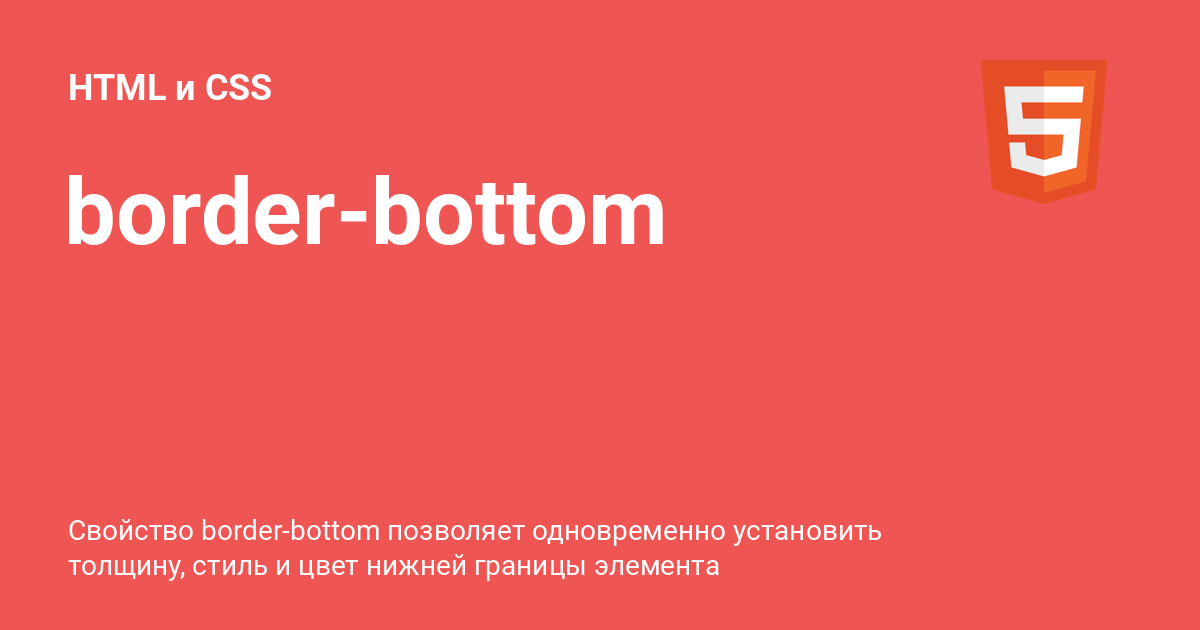 HTML и CSS
border-bottom
Свойство border-bottom позволяет одновременно установить
толщину, стиль и цвет нижней границы элемента